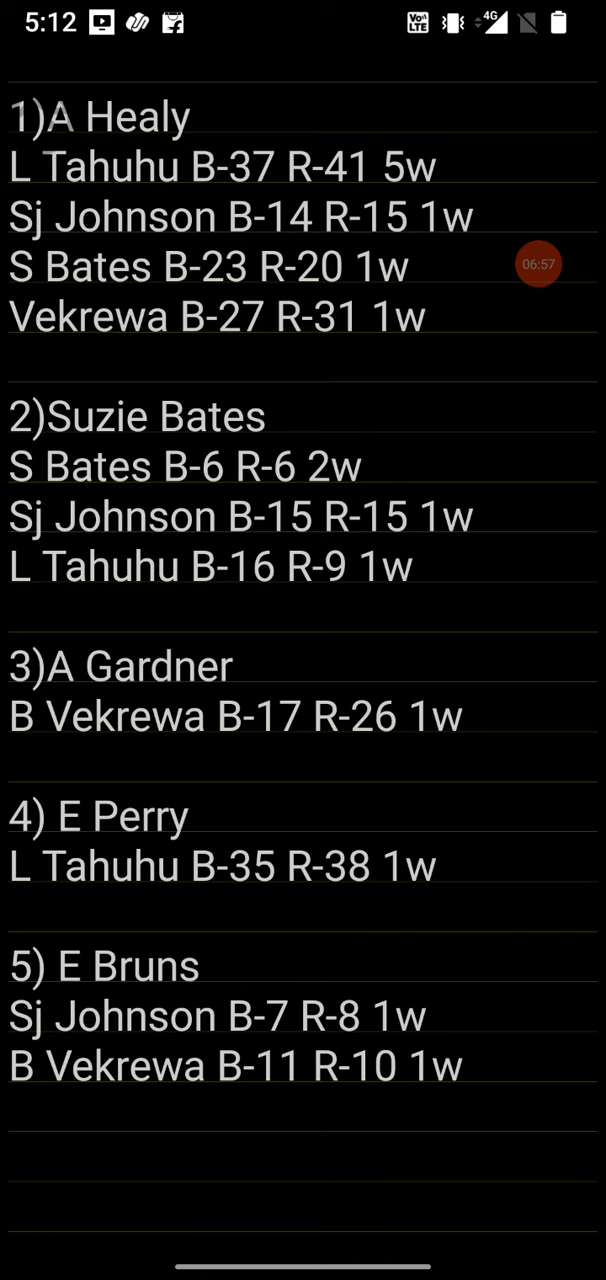 5:12
Vo LTE
4G
1)A Healy
L Tahuhu B-37 R-41 5w
Sj Johnson B-14 R-15 1w
S Bates B-23 R-20 1w
06:57
Vekrewa B-27 R-31 1w
2)Suzie Bates
S Bates B-6 R-6 2w
Sj Johnson B-15 R-15 1w
L Tahuhu B-16 R-9 1w
3)A Gardner
B Vekrewa B-17 R-26 1w
4) E Perry
L Tahuhu B-35 R-38 1w
5) E Bruns
Sj Johnson B-7 R-8 1w
B Vekrewa B-11 R-10 1w